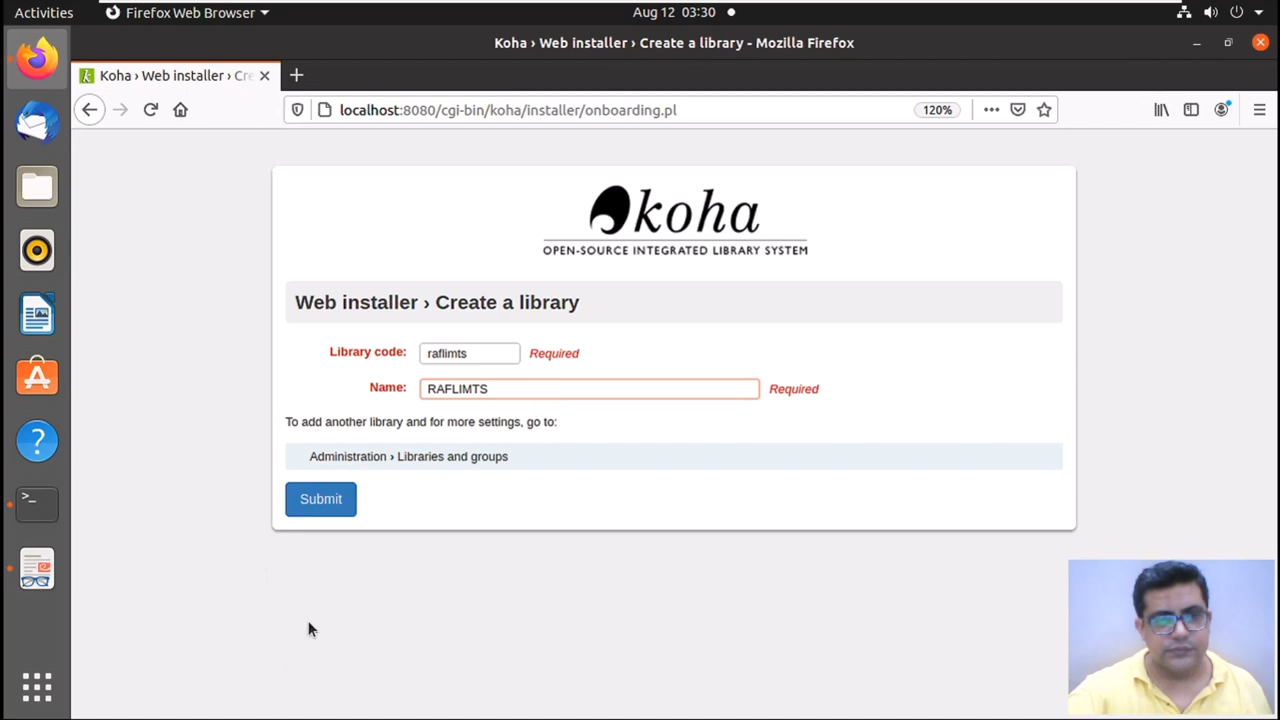 Activities
Firefox Web Browser
Aug 12 03:30
Koha › Web installer › Create a library - Mozilla Firefox
Koha › Web installer › Cre
localhost:8080/cgi-bin/koha/installer/onboarding.pl
120%
koha
OPEN-SOURCE INTEGRATED LIBRARY SYSTEM
Web installer › Create a library
Library code: raflimts Required
Name: RAFLIMTS Required
To add another library and for more settings, go to:
Administration › Libraries and groups
Submit